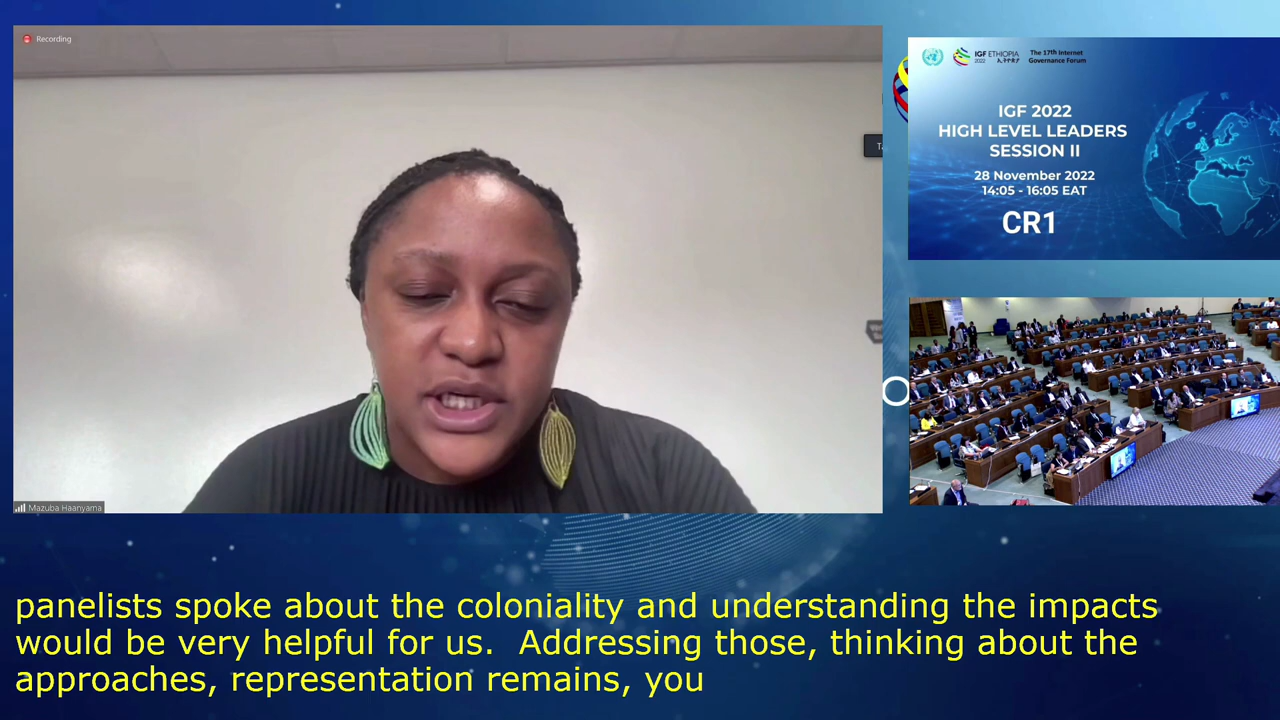 Recording
Mazuba Haanyama
IGF ETHIOPIA
2022 ኢትዮጵያ
The 17th Internet
Governance Forum
IGF 2022
HIGH LEVEL LEADERS
SESSION II
28 November 2022
14:05 - 16:05 EAT
CR1
panelists spoke about the coloniality and understanding the impacts
would be very helpful for us. Addressing those, thinking about the
approaches, representation remains, you